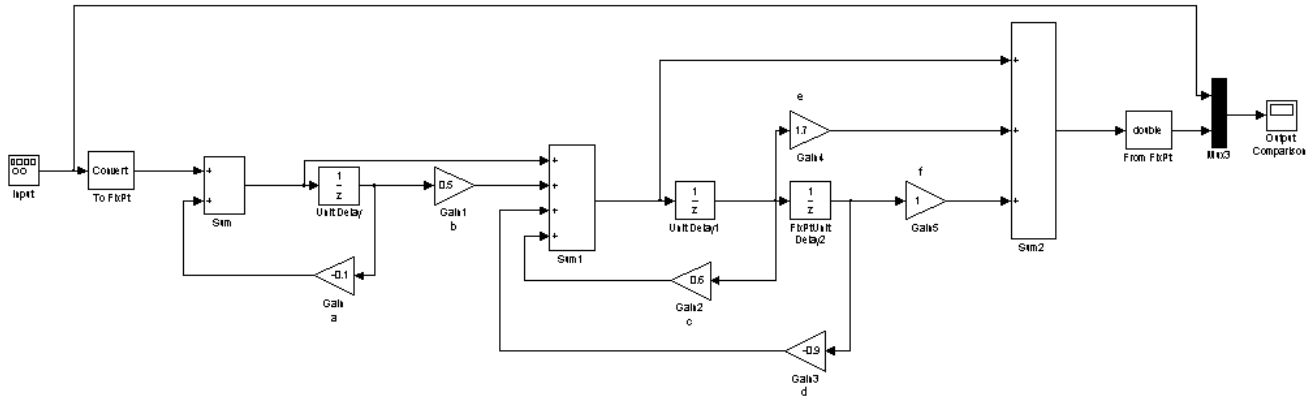 Input
Convert
To FixPt
+
+
Sum
1
z
Unit Delay
-0.1
Gain
a
0.5
Gain1
b
+
+
+
+
Sum1
1
z
Unit Delay1
0.6
Gain2
c
1
z
FixPt Unit
Delay2
-0.9
Gain3
d
e
1.7
Gain4
f
1
Gain5
+
+
+
Sum2
double
From FixPt
Mux3
Output
Comparison